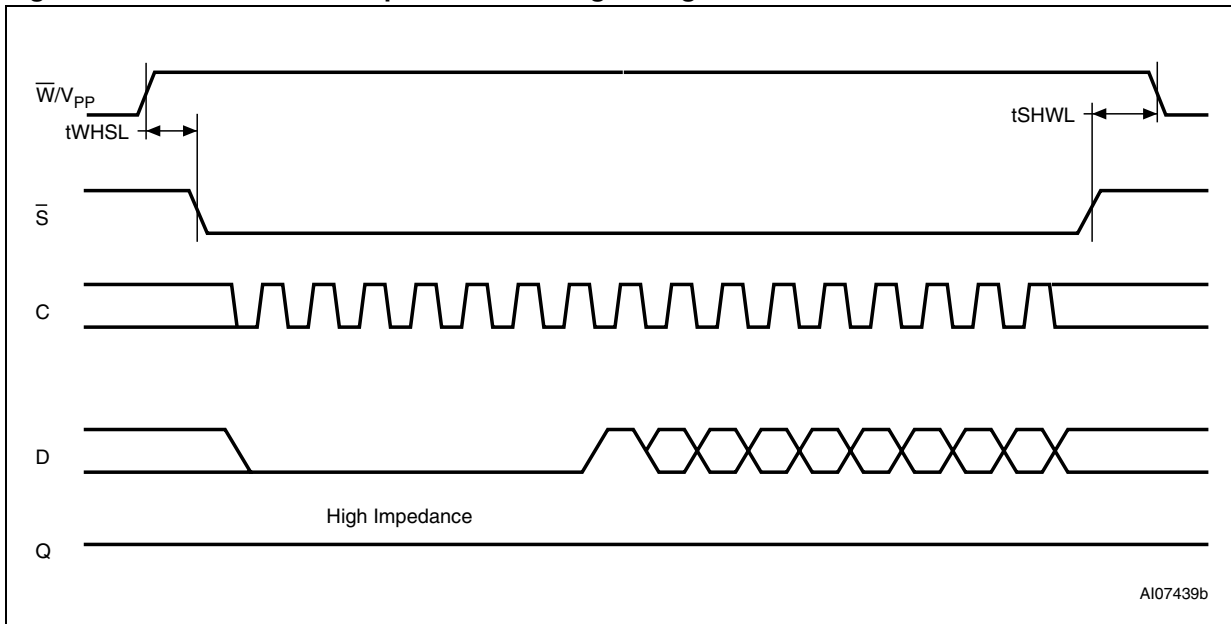 W̅/VPP
tWHSL
tSHWL
S̅
C
D
High Impedance
Q
AI07439b